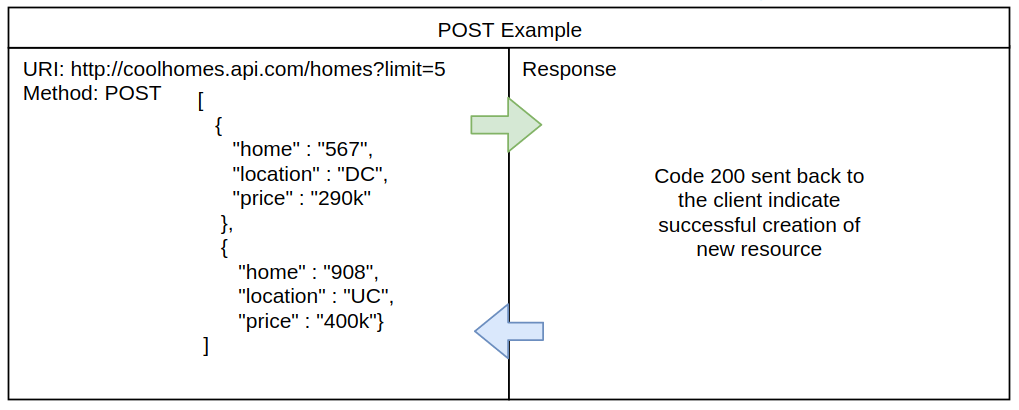 POST Example
URI: http://coolhomes.api.com/homes?limit=5
Method: POST
[
{
"home" : "567",
"location" : "DC",
"price" : "290k"
},
{
"home" : "908",
"location" : "UC",
"price" : "400k"}
]
Response
Code 200 sent back to
the client indicate
successful creation of
new resource